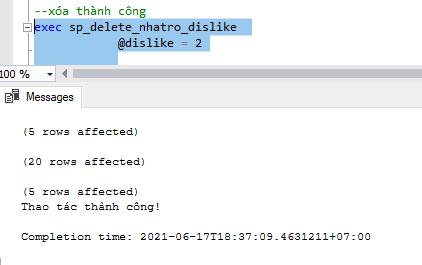 --xóa thành công
exec sp_delete_nhatro_dislike
@dislike = 2
100 %
Messages
(5 rows affected)
(20 rows affected)
(5 rows affected)
Thao tác thành công!
Completion time: 2021-06-17T18:37:09.4631211+07:00